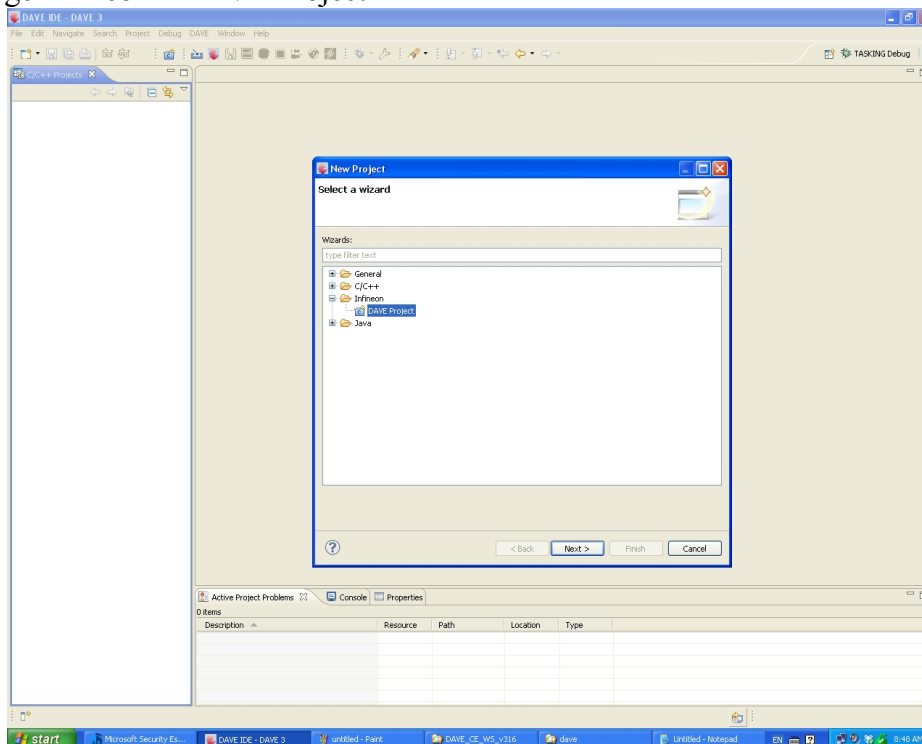 DAVE IDE - DAVE 3
File Edit Navigate Search Project Debug DAVE Window Help
TASKING Debug
C/C++ Projects
New Project
Select a wizard
Wizards:
type filter text
General
C/C++
Infineon
DAVE Project
Java
< Back Next > Finish Cancel
Active Project Problems Console Properties
0 items
Description Resource Path Location Type
start Microsoft Security Es... DAVE IDE - DAVE 3 untitled - Paint DAVE_CE_WS_v316 dave Untitled - Notepad EN 8:48 AM